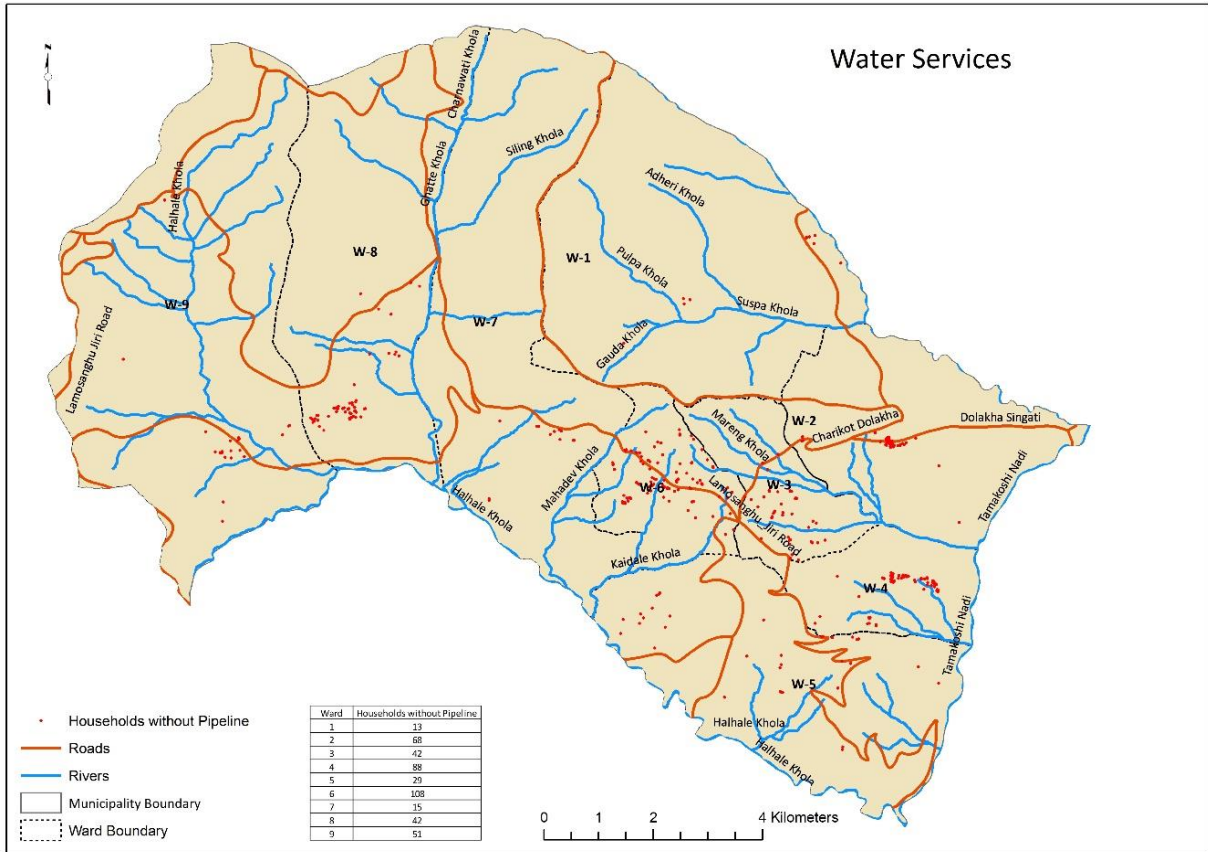 Water Services
N
Charnawati Khola
Siling Khola
Ghatte Khola
Halhale Khola
Adheri Khola
W-8
W-1
Pulpa Khola
W-9
Suspa Khola
W-7
Lamosanghu Jiri Road
Gauda Khola
W-2
Dolakha Singati
Charikot Dolakha
Mareng Khola
Mahadev Khola
W-6
W-3
Lamosanghu Jiri Road
Halhale Khola
Tamakoshi Nadi
Kaidale Khola
W-4
Tamakoshi Nadi
W-5
Halhale Khola
Halhale Khola
Households without Pipeline
Roads
Rivers
Municipality Boundary
Ward Boundary
Ward Households without Pipeline
1 13
2 68
3 42
4 88
5 29
6 108
7 15
8 42
9 51
0 1 2 4 Kilometers